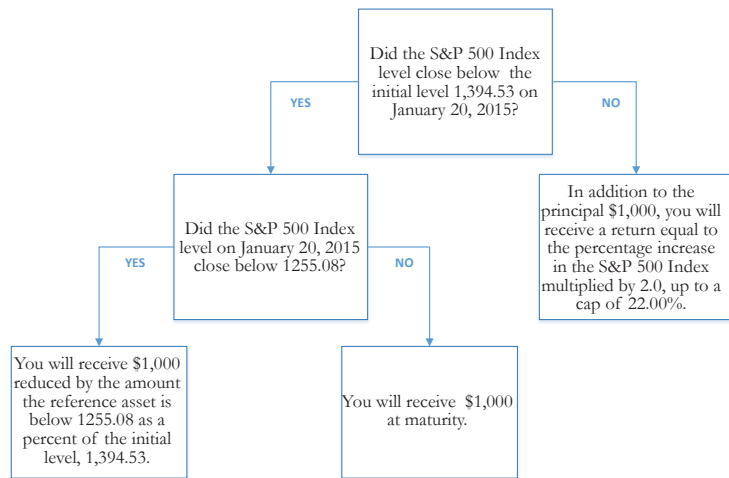 Did the S&P 500 Index
level close below the
initial level 1,394.53 on
January 20, 2015?
YES
NO
Did the S&P 500 Index
level on January 20, 2015
close below 1255.08?
In addition to the
principal $1,000, you will
receive a return equal to
the percentage increase
in the S&P 500 Index
multiplied by 2.0, up to a
cap of 22.00%.
YES
NO
You will receive $1,000
reduced by the amount
the reference asset is
below 1255.08 as a
percent of the initial
level, 1,394.53.
You will receive $1,000
at maturity.